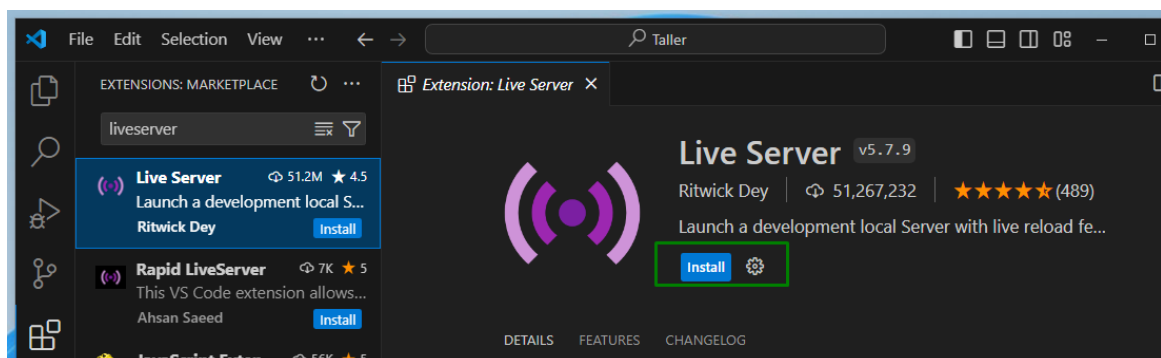 File Edit Selection View ··· ← → Taller
EXTENSIONS: MARKETPLACE ···
Extension: Live Server ×
liveserver
Live Server 51.2M ★ 4.5
Launch a development local S...
Ritwick Dey Install
Rapid LiveServer 7K ★ 5
This VS Code extension allows...
Ahsan Saeed Install
56K ★ 5
Live Server v5.7.9
Ritwick Dey 51,267,232 ★★★★★ (489)
Launch a development local Server with live reload fe...
Install
DETAILS FEATURES CHANGELOG